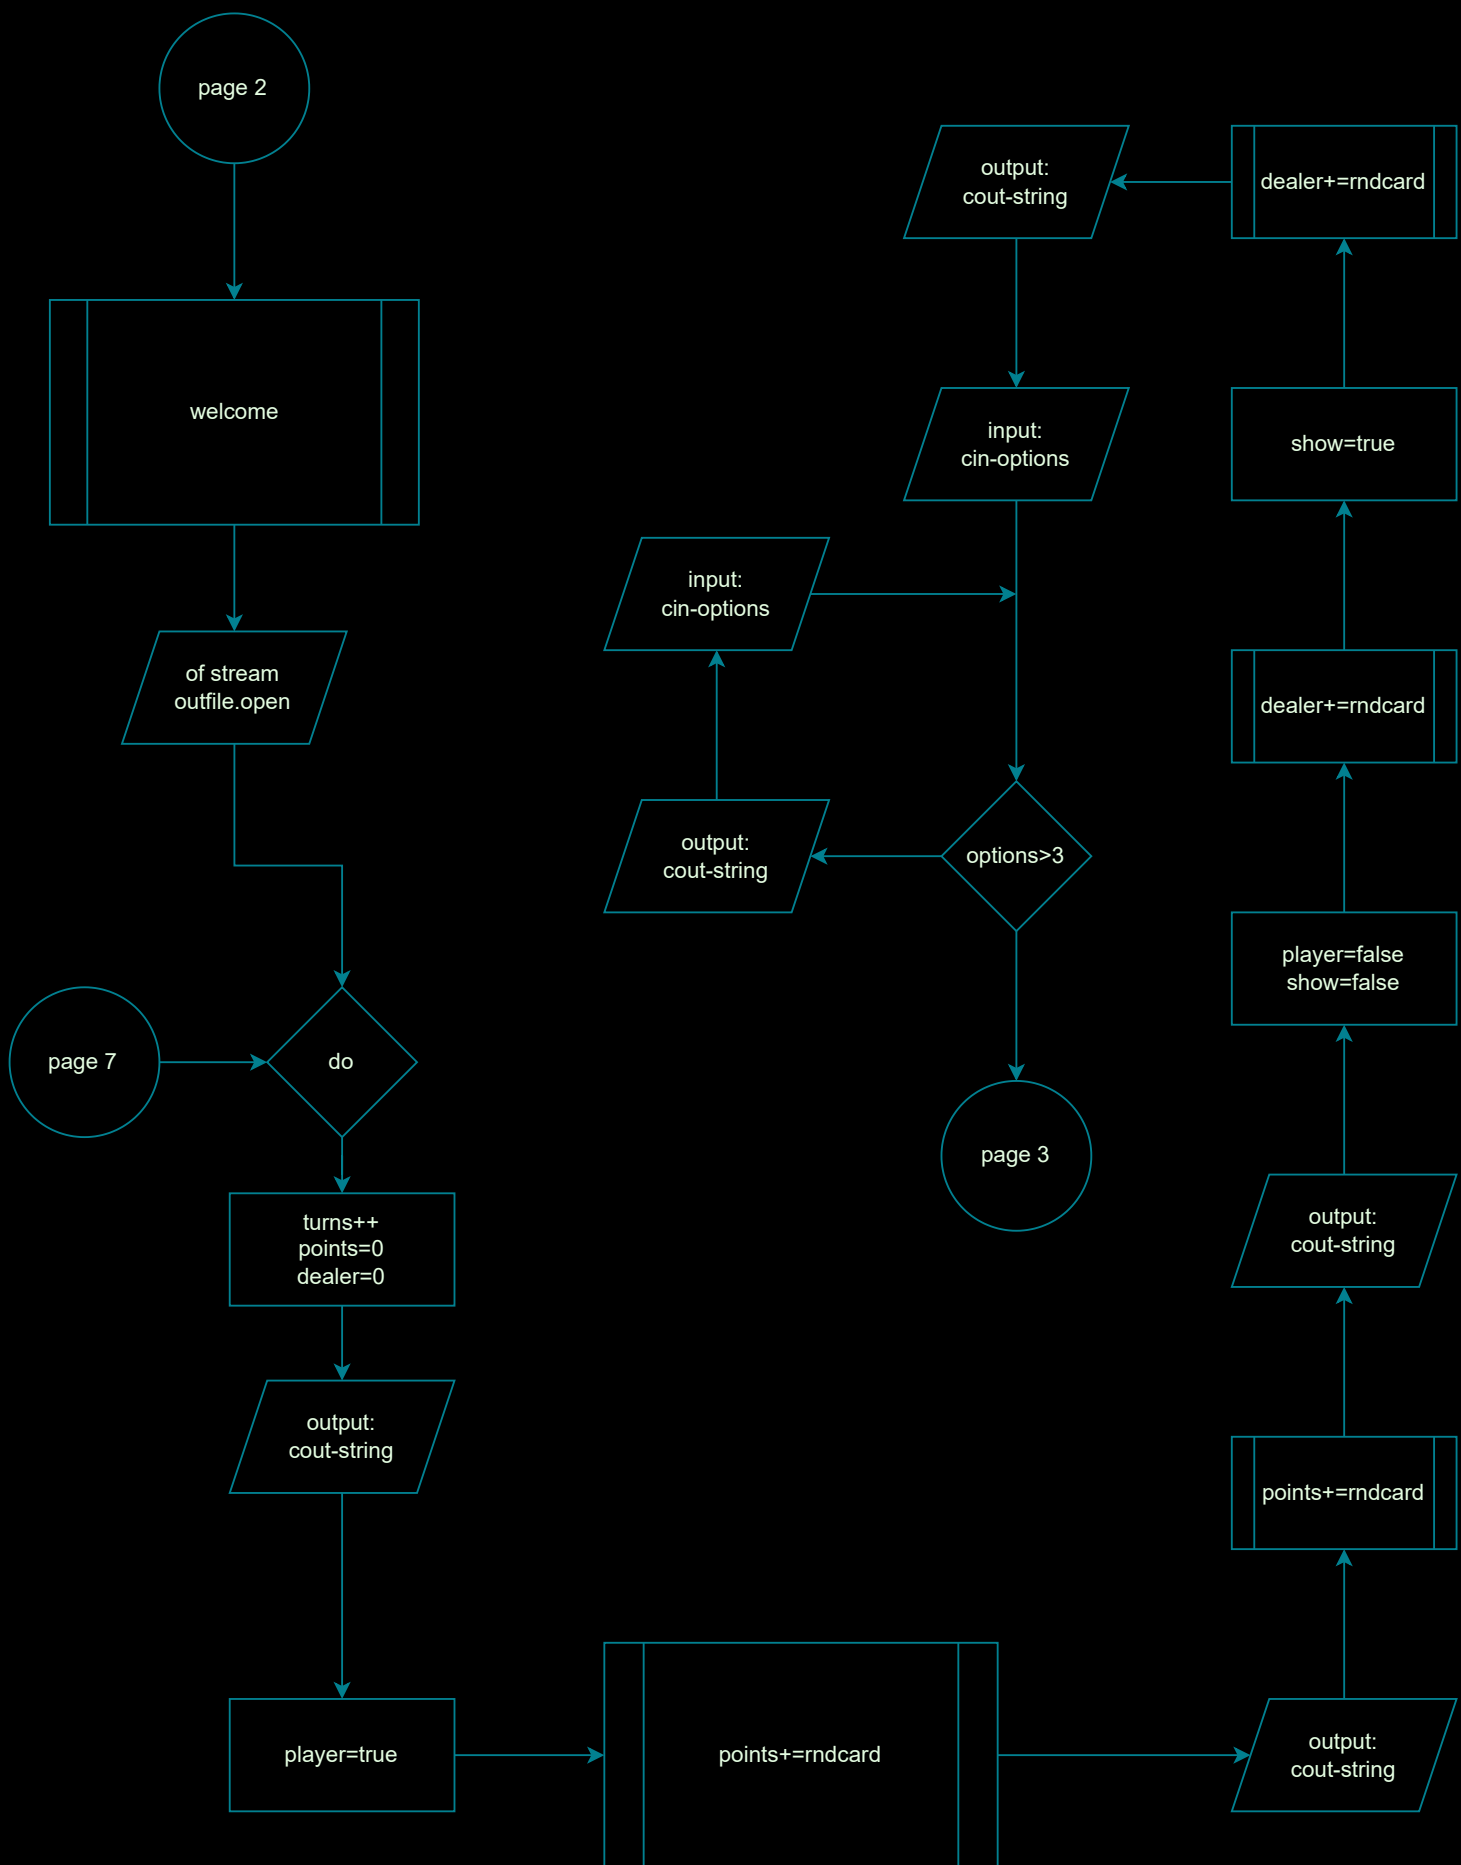 page 2
welcome
of stream
outfile.open
page 7
do
turns++
points=0
dealer=0
output:
cout-string
player=true
points+=rndcard
output:
cout-string
points+=rndcard
output:
cout-string
player=false
show=false
dealer+=rndcard
show=true
dealer+=rndcard
output:
cout-string
input:
cin-options
options>3
output:
cout-string
input:
cin-options
page 3